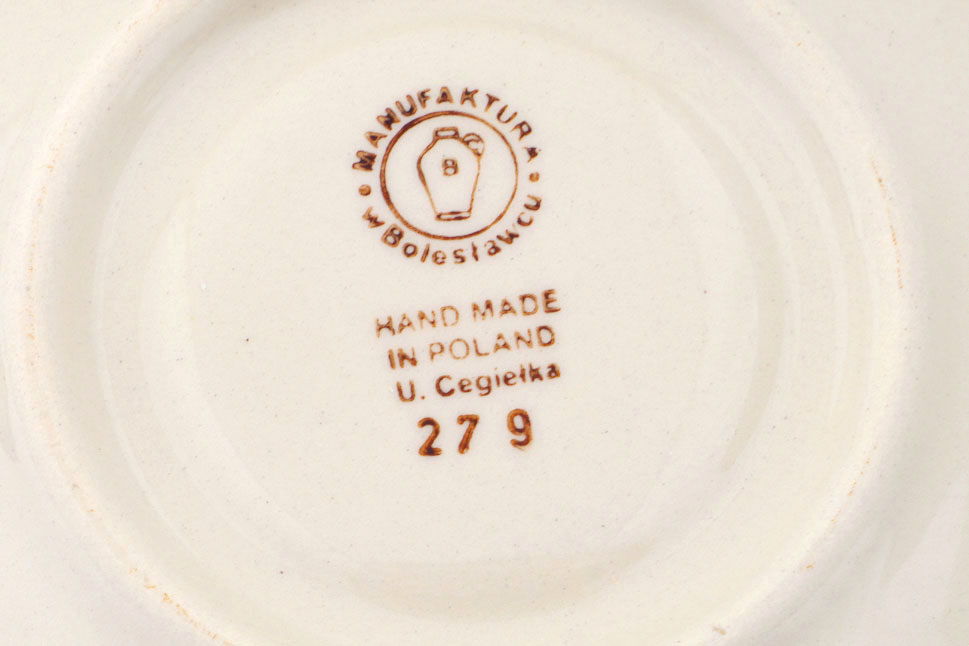 MANUFAKTURA
B
w Bolesławcu
HAND MADE
IN POLAND
U. Cegiełka
279